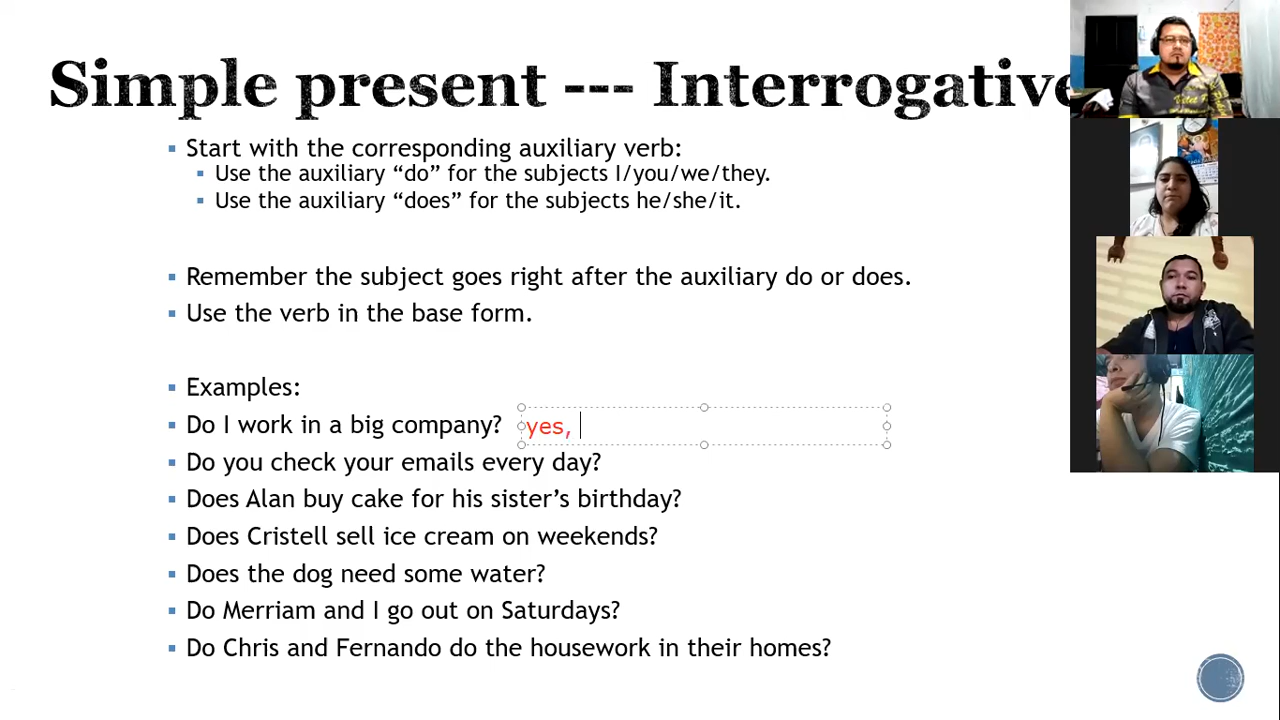 Simple present --- Interrogative
Start with the corresponding auxiliary verb:
Use the auxiliary “do” for the subjects I/you/we/they.
Use the auxiliary “does” for the subjects he/she/it.
Remember the subject goes right after the auxiliary do or does.
Use the verb in the base form.
Examples:
Do I work in a big company? yes,
Do you check your emails every day?
Does Alan buy cake for his sister’s birthday?
Does Cristell sell ice cream on weekends?
Does the dog need some water?
Do Merriam and I go out on Saturdays?
Do Chris and Fernando do the housework in their homes?